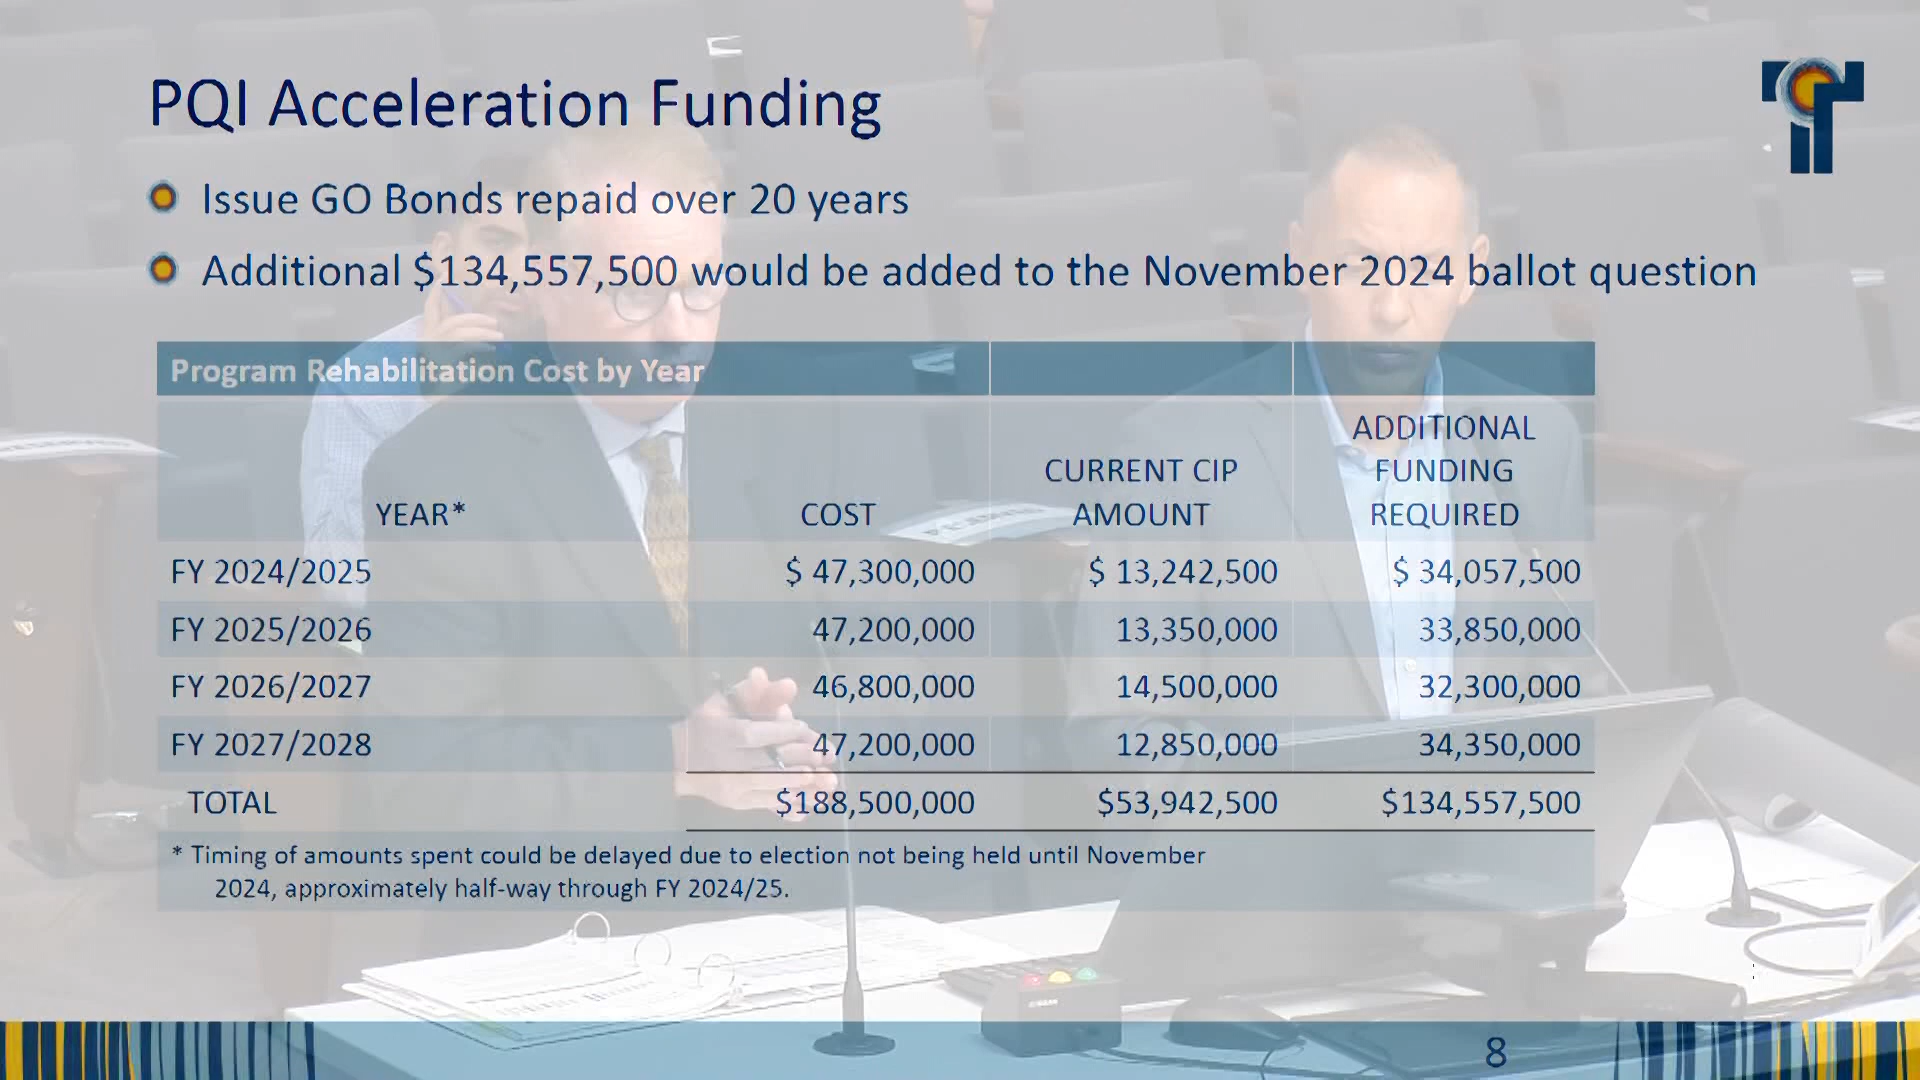 PQI Acceleration Funding
Issue GO Bonds repaid over 20 years
Additional $134,557,500 would be added to the November 2024 ballot question
Program Rehabilitation Cost by Year
YEAR* COST CURRENT CIP AMOUNT ADDITIONAL FUNDING REQUIRED
FY 2024/2025 $ 47,300,000 $ 13,242,500 $ 34,057,500
FY 2025/2026 47,200,000 13,350,000 33,850,000
FY 2026/2027 46,800,000 14,500,000 32,300,000
FY 2027/2028 47,200,000 12,850,000 34,350,000
TOTAL $188,500,000 $53,942,500 $134,557,500
* Timing of amounts spent could be delayed due to election not being held until November
2024, approximately half-way through FY 2024/25.
8